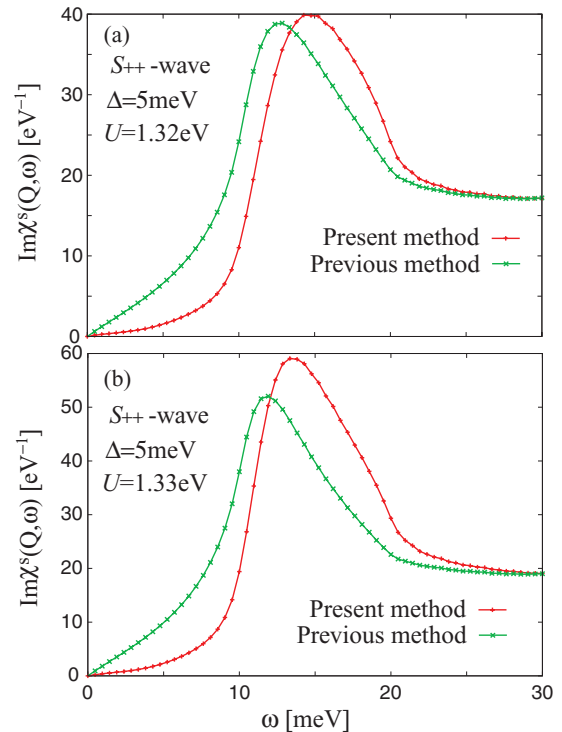 (a)
S++ -wave
Δ=5meV
U=1.32eV
Imχˢ(Q,ω) [eV⁻¹]
40
30
20
10
0
Present method
Previous method
(b)
S++ -wave
Δ=5meV
U=1.33eV
Imχˢ(Q,ω) [eV⁻¹]
60
50
40
30
20
10
0
Present method
Previous method
0 10 20 30
ω [meV]